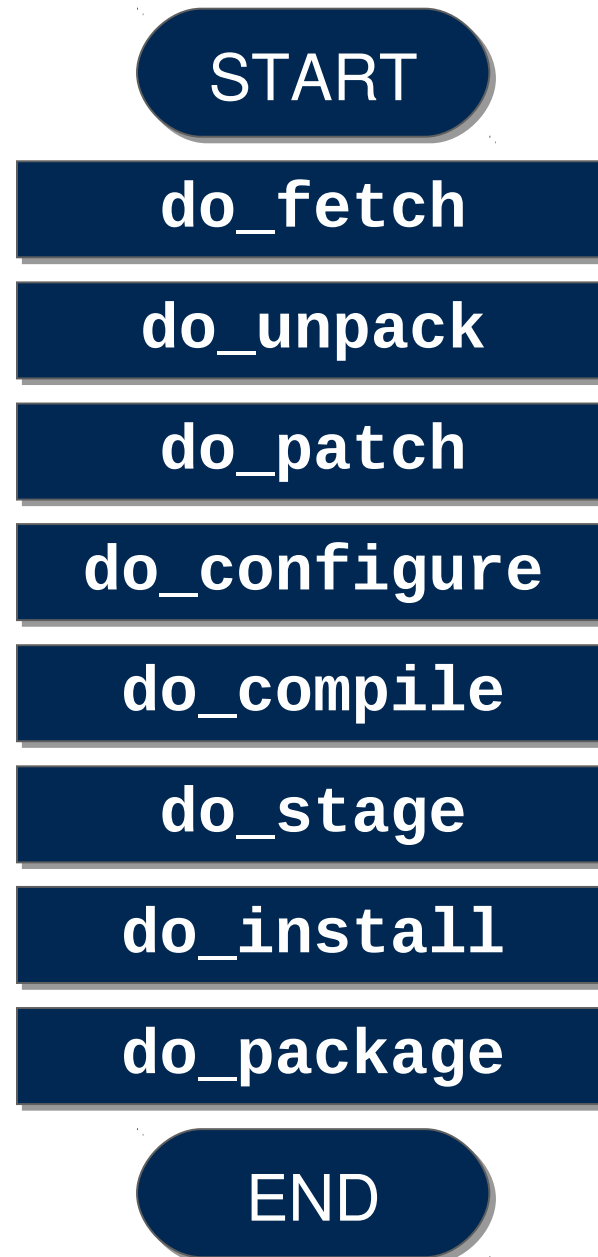 START
do_fetch
do_unpack
do_patch
do_configure
do_compile
do_stage
do_install
do_package
END